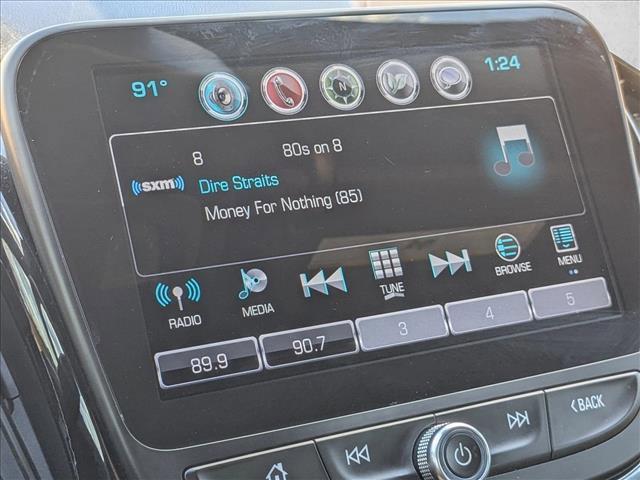 91° N 1:24
8 80s on 8
((sxm)) Dire Straits
Money For Nothing (85)
RADIO MEDIA TUNE BROWSE MENU
89.9 90.7 3 4 5
BACK